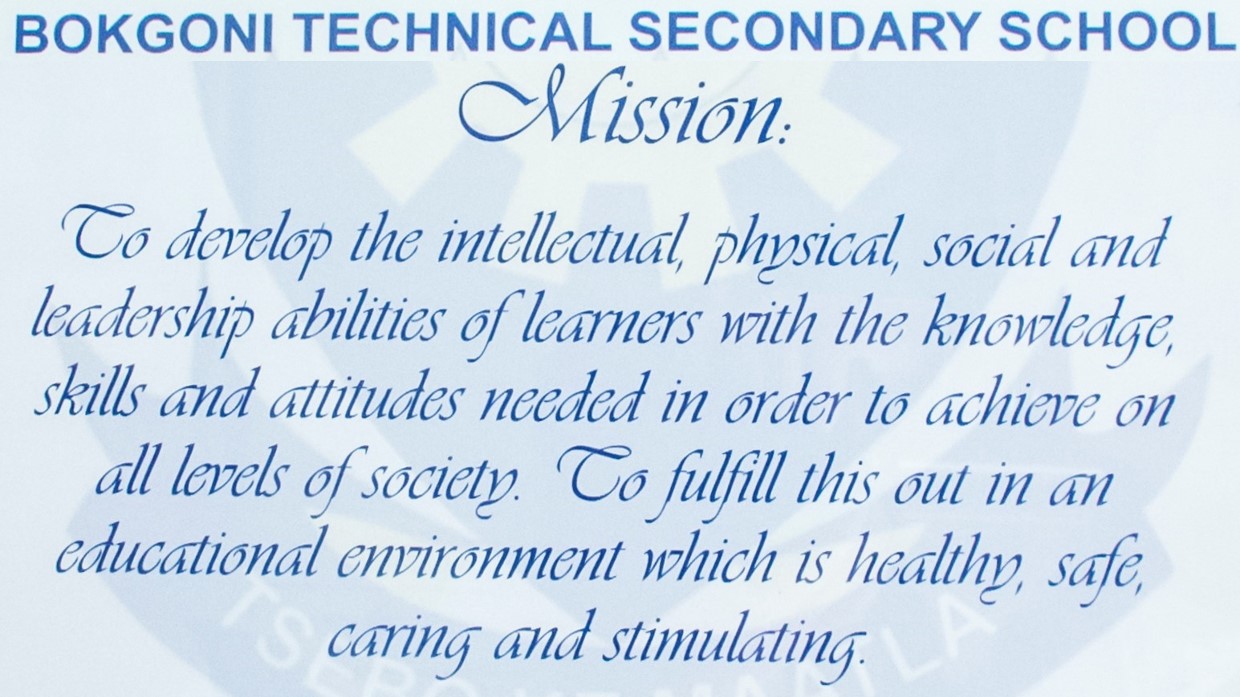 BOKGONI TECHNICAL SECONDARY SCHOOL
Mission:
To develop the intellectual, physical, social and
leadership abilities of learners with the knowledge,
skills and attitudes needed in order to achieve on
all levels of society. To fulfill this out in an
educational environment which is healthy, safe,
caring and stimulating.